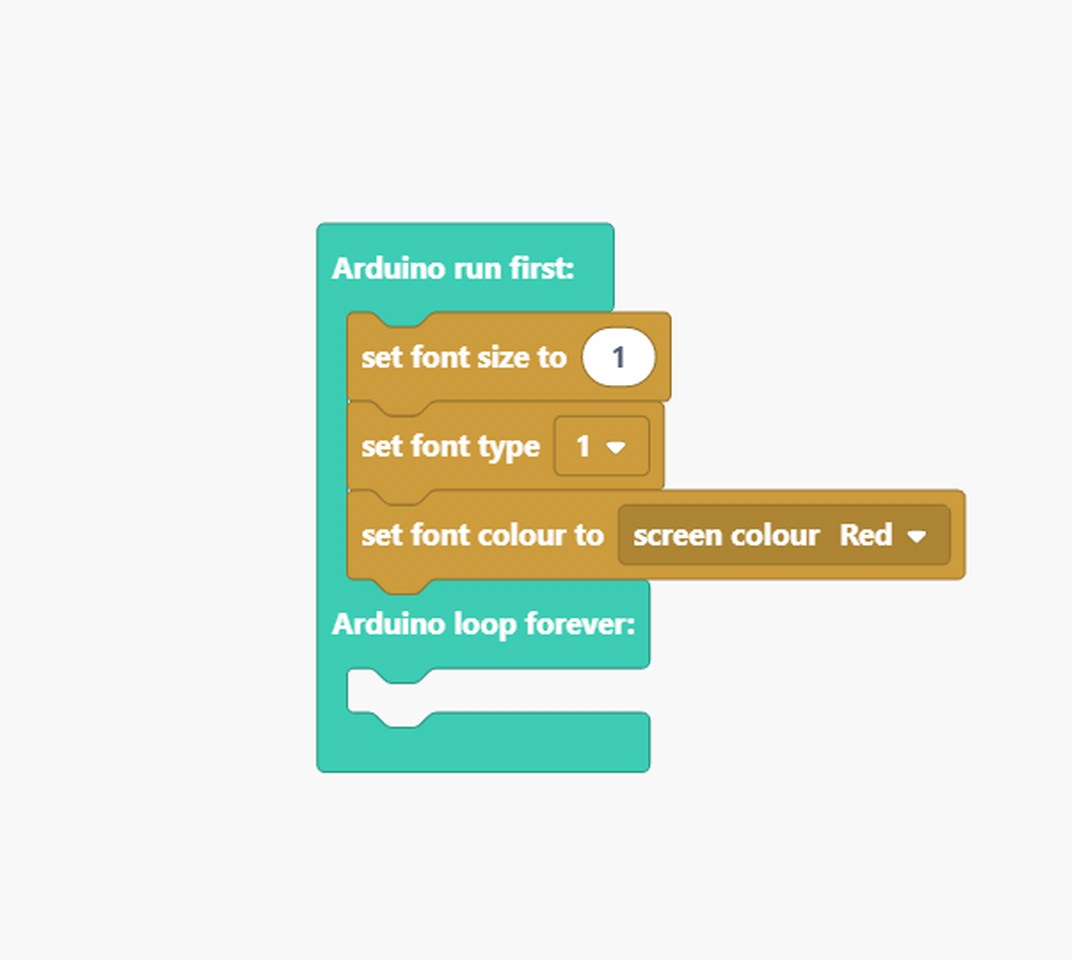 Arduino run first:
set font size to 1
set font type 1
set font colour to screen colour Red
Arduino loop forever: